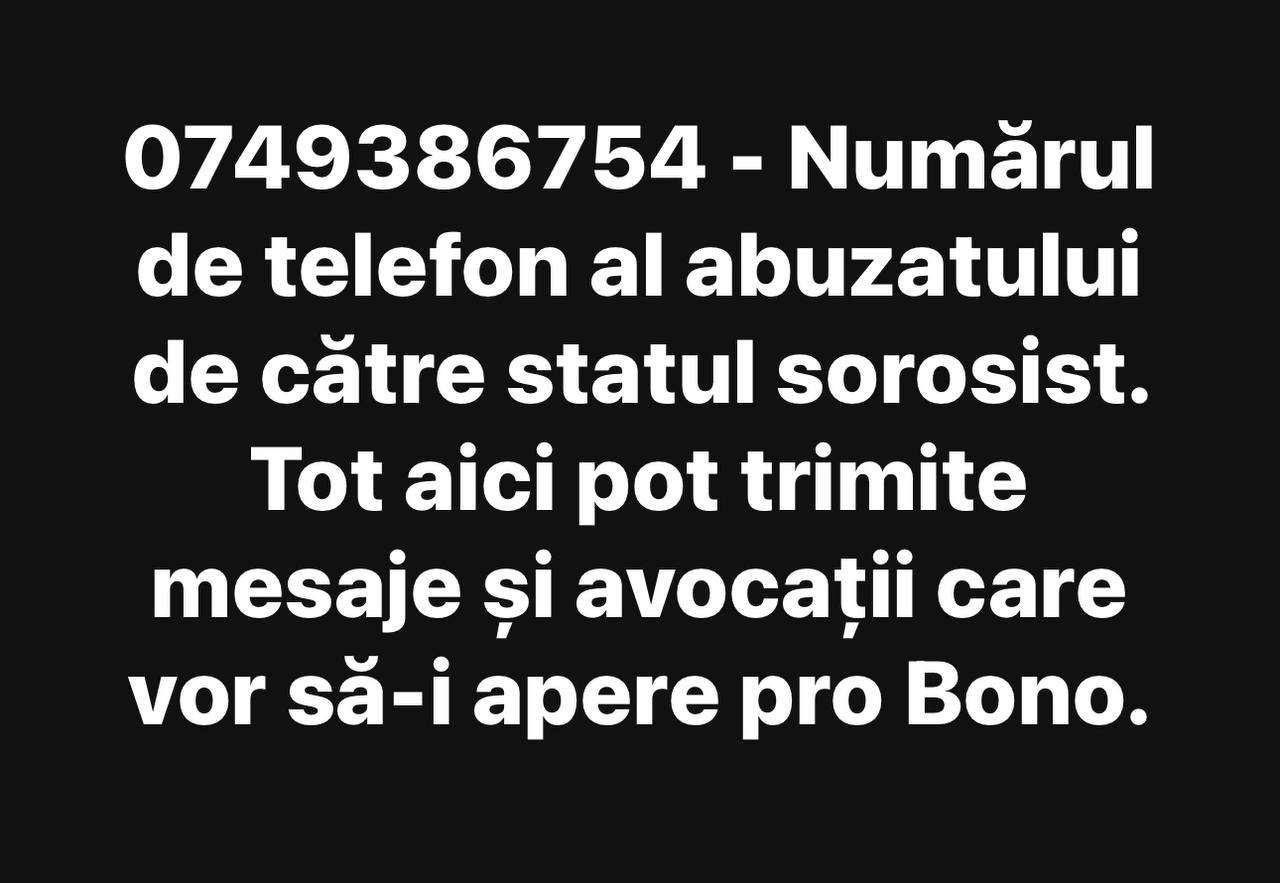 0749386754 - Numărul
de telefon al abuzatului
de către statul sorosist.
Tot aici pot trimite
mesaje și avocații care
vor să-i apere pro Bono.